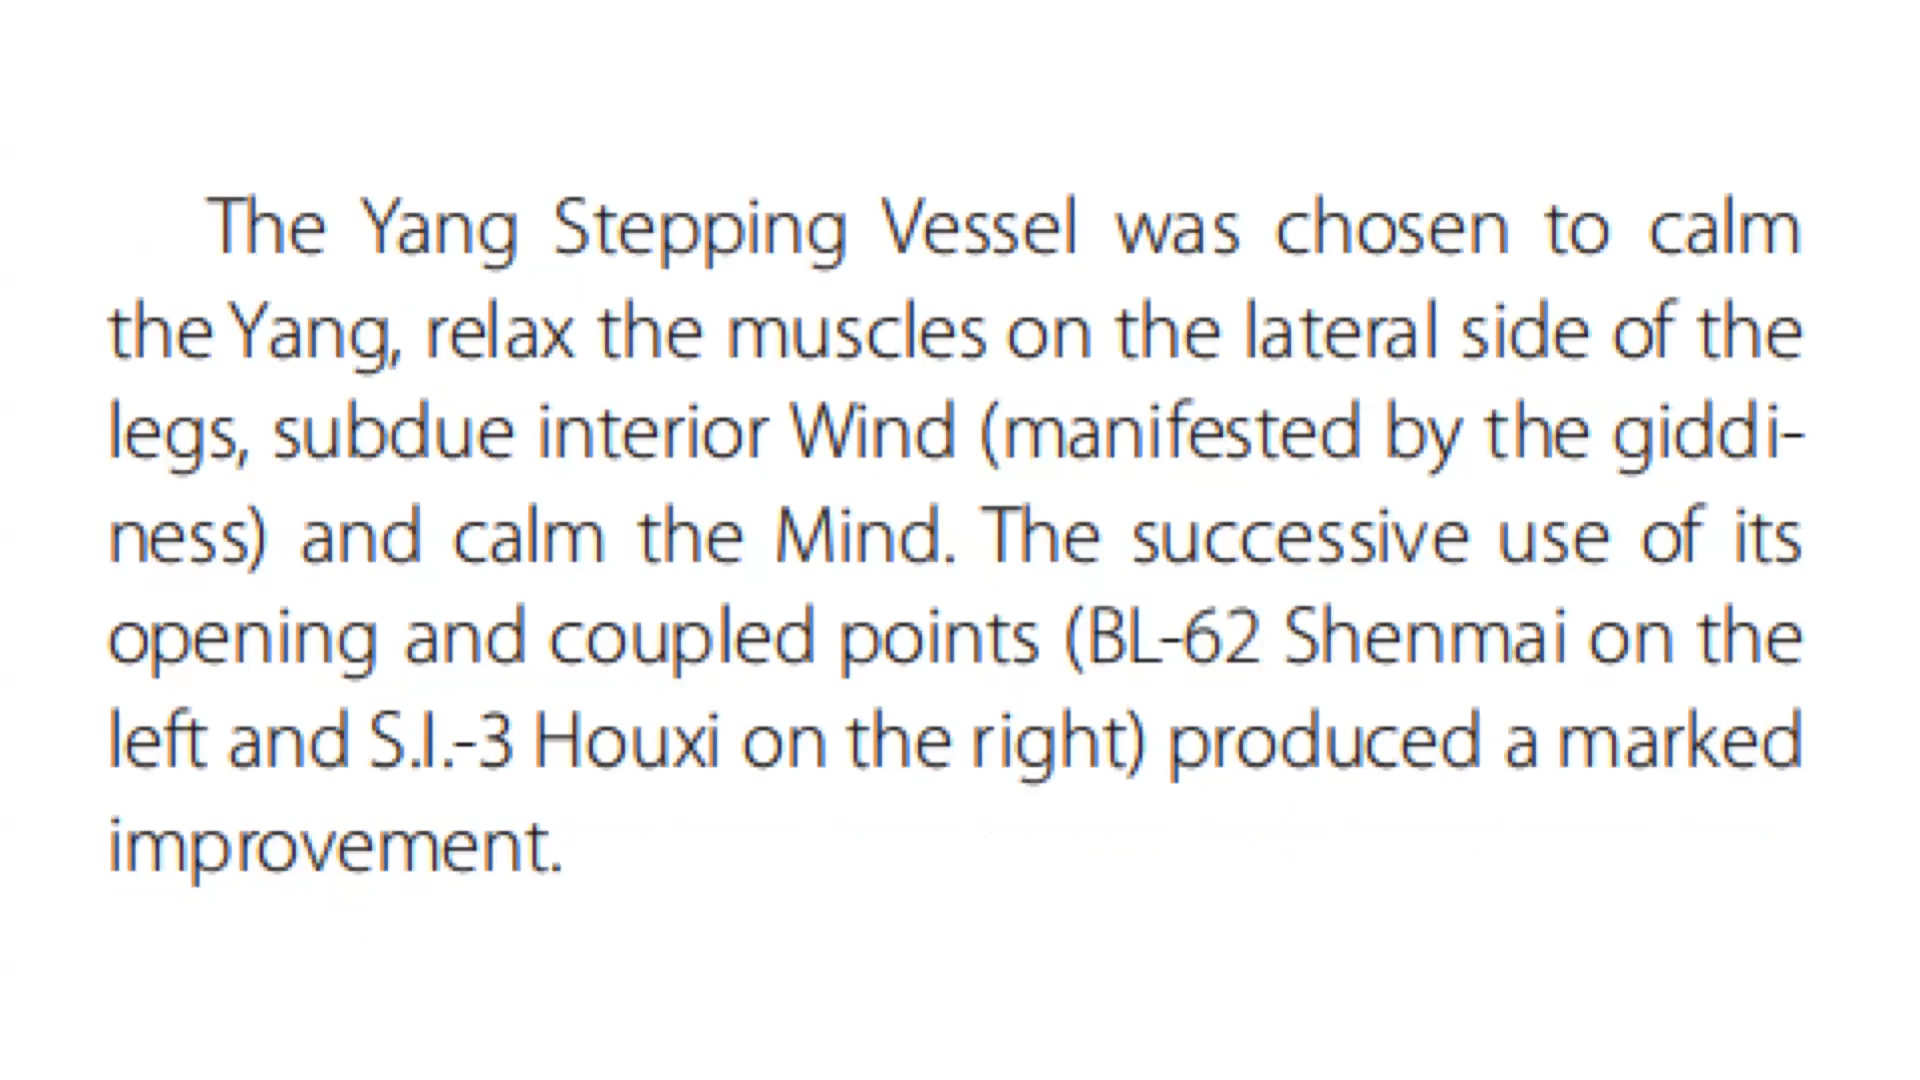 The Yang Stepping Vessel was chosen to calm
the Yang, relax the muscles on the lateral side of the
legs, subdue interior Wind (manifested by the giddi-
ness) and calm the Mind. The successive use of its
opening and coupled points (BL-62 Shenmai on the
left and S.I.-3 Houxi on the right) produced a marked
improvement.